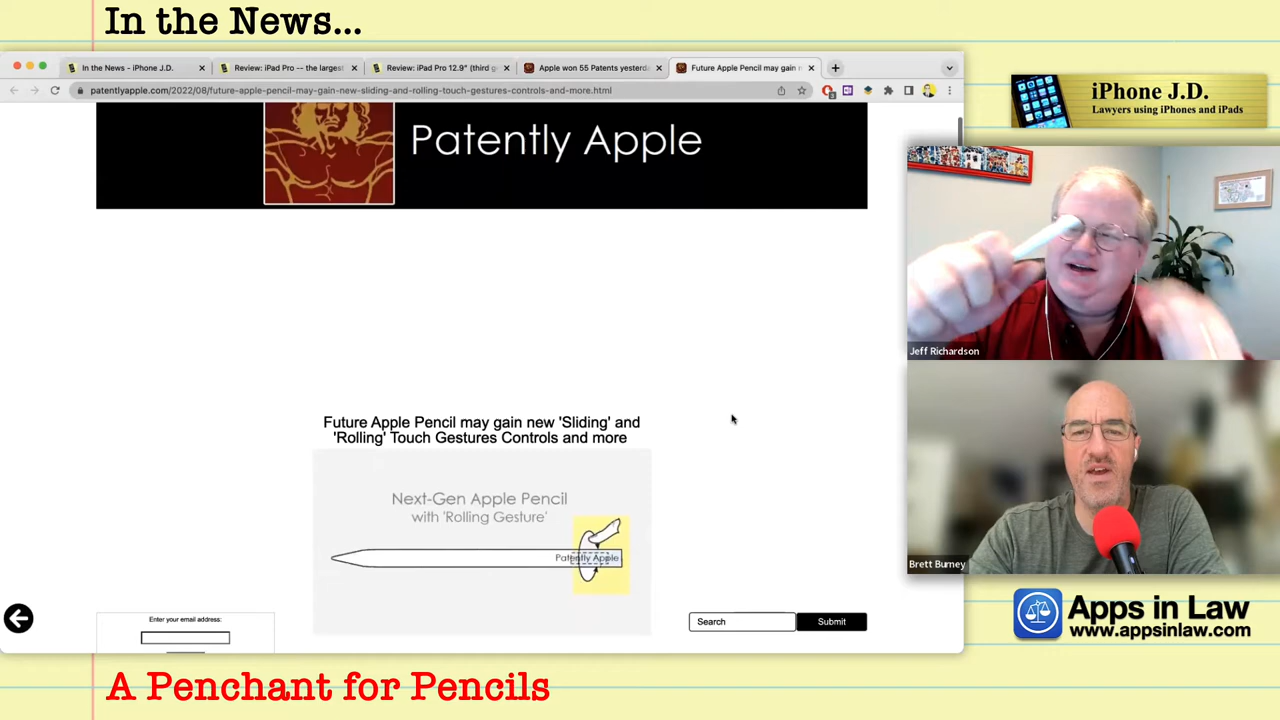 In the News...
In the News - iPhone J.D.
Review: iPad Pro -- the largest
Review: iPad Pro 12.9" (third g
Apple won 55 Patents yesterd
Future Apple Pencil may gain n
patentlyapple.com/2022/08/future-apple-pencil-may-gain-new-sliding-and-rolling-touch-gestures-controls-and-more.html
iPhone J.D.
Lawyers using iPhones and iPads
Patently Apple
Jeff Richardson
Future Apple Pencil may gain new 'Sliding' and
'Rolling' Touch Gestures Controls and more
Next-Gen Apple Pencil
with 'Rolling Gesture'
Patently Apple
Brett Burney
Enter your email address:
Search
Submit
Apps in Law
www.appsinlaw.com
A Penchant for Pencils